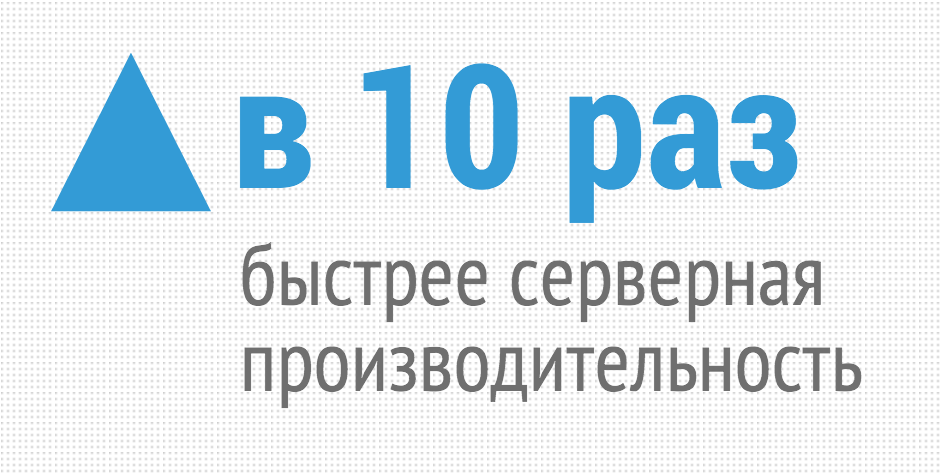 в 10 раз
быстрее серверная
производительность